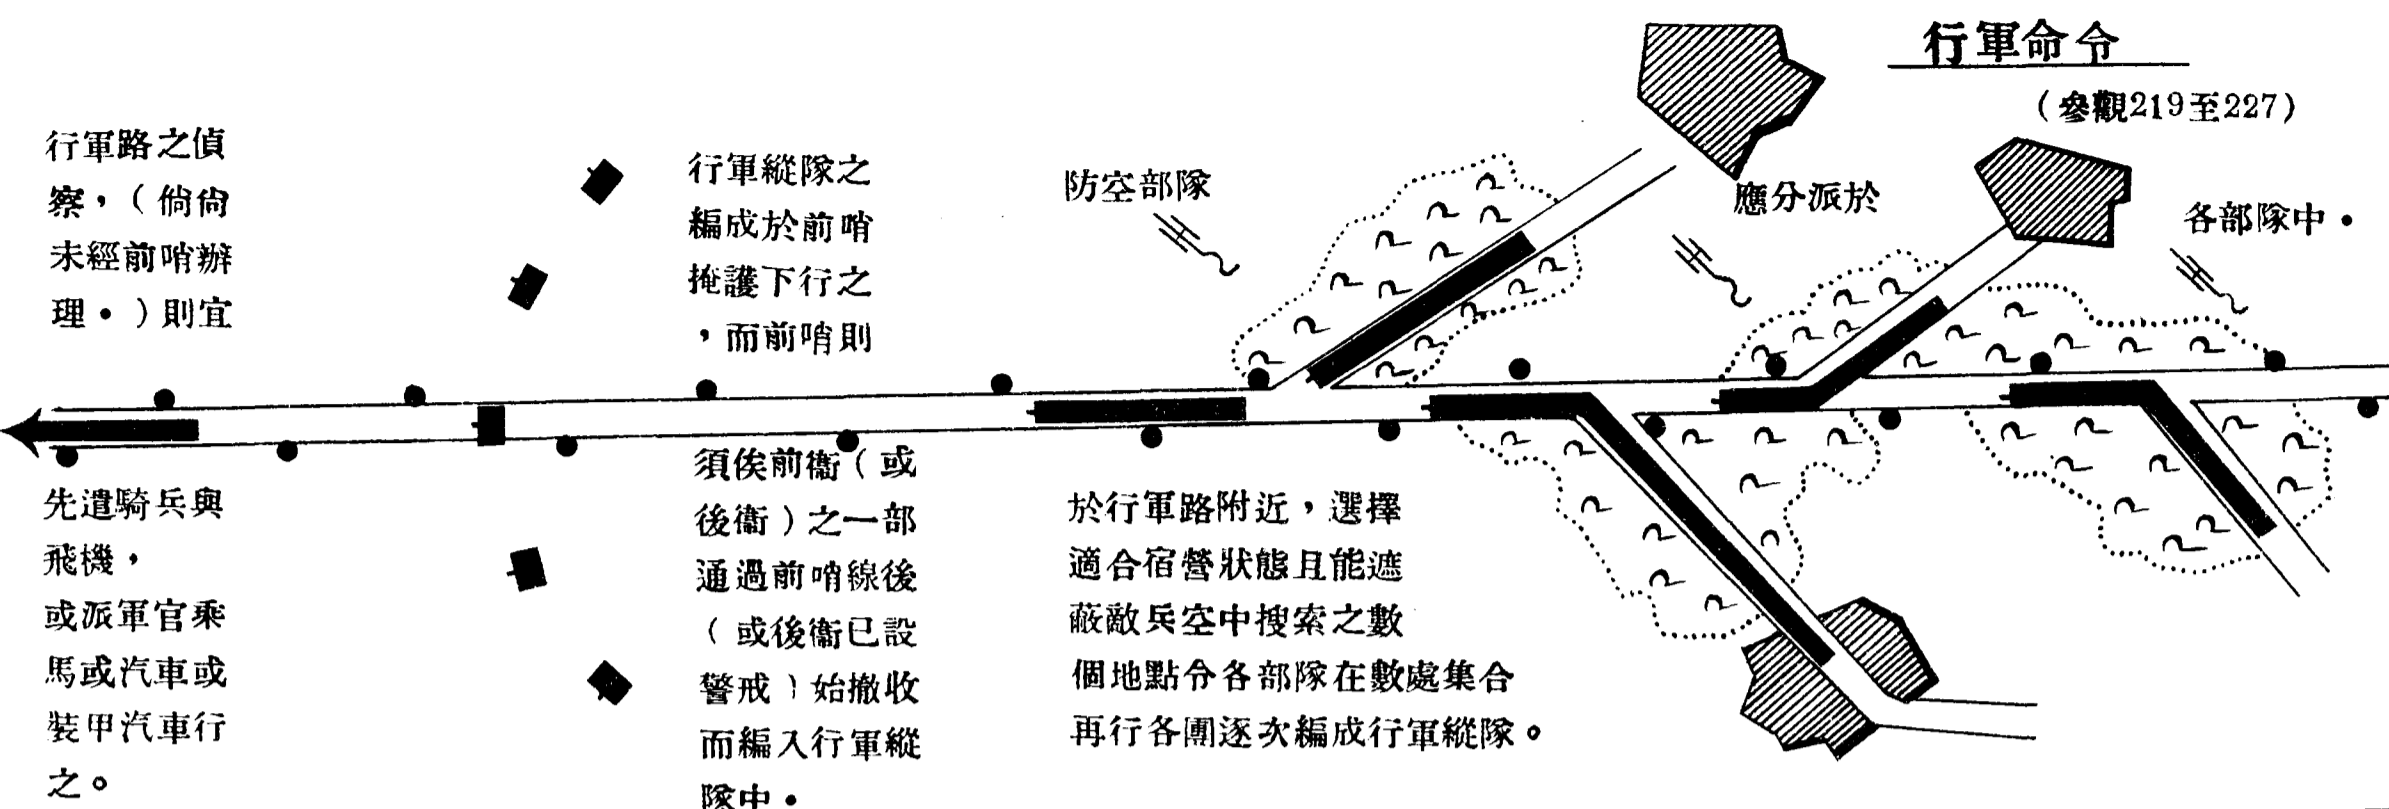 行軍命令
（參觀219至227）
行軍路之偵
察，（倘尙
未經前哨辦
理•）則宜
先遣騎兵與
飛機，
或派軍官乘
馬或汽車或
裝甲汽車行
之。
行軍縱隊之
編成於前哨
掩護下行之
，而前哨則
須俟前衞（或
後衞）之一部
通過前哨線後
（或後衞已設
警戒）始撤收
而編入行軍縱
隊中•
防空部隊
應分派於
各部隊中•
於行軍路附近，選擇
適合宿營狀態且能遮
蔽敵兵空中搜索之數
個地點令各部隊在數處集合
再行各團逐次編成行軍縱隊。